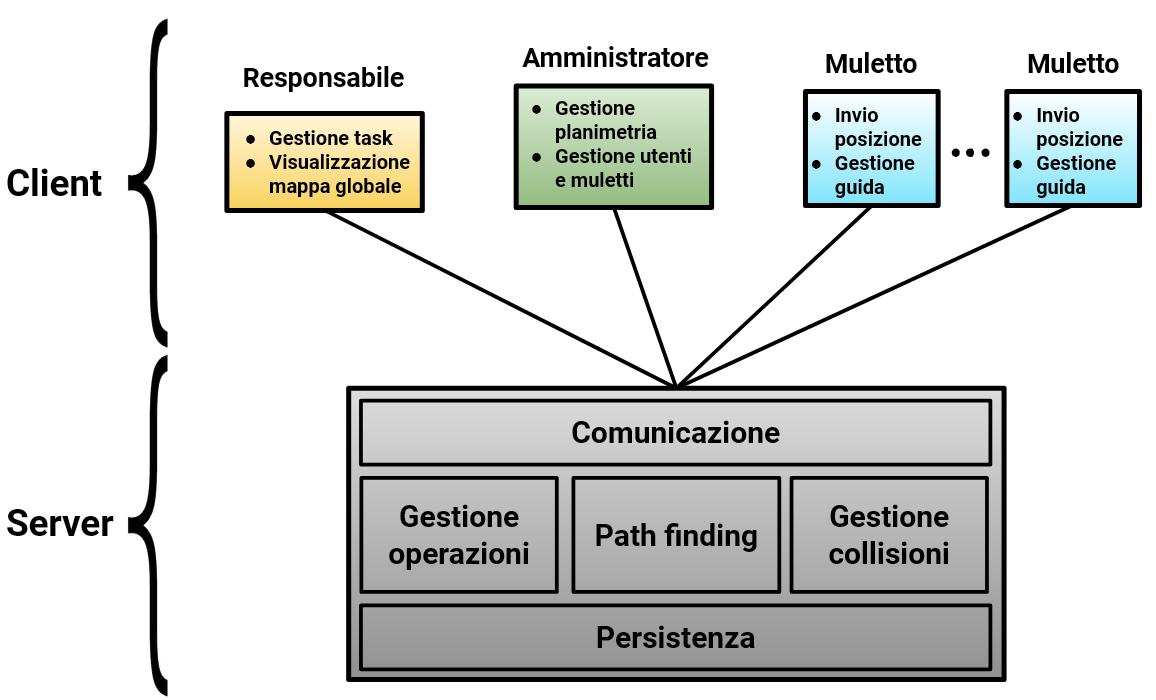 Client
Responsabile
● Gestione task
● Visualizzazione
mappa globale
Amministratore
● Gestione
planimetria
● Gestione utenti
e muletti
Muletto
● Invio
posizione
● Gestione
guida
...
Muletto
● Invio
posizione
● Gestione
guida
Server
Comunicazione
Gestione
operazioni
Path finding
Gestione
collisioni
Persistenza